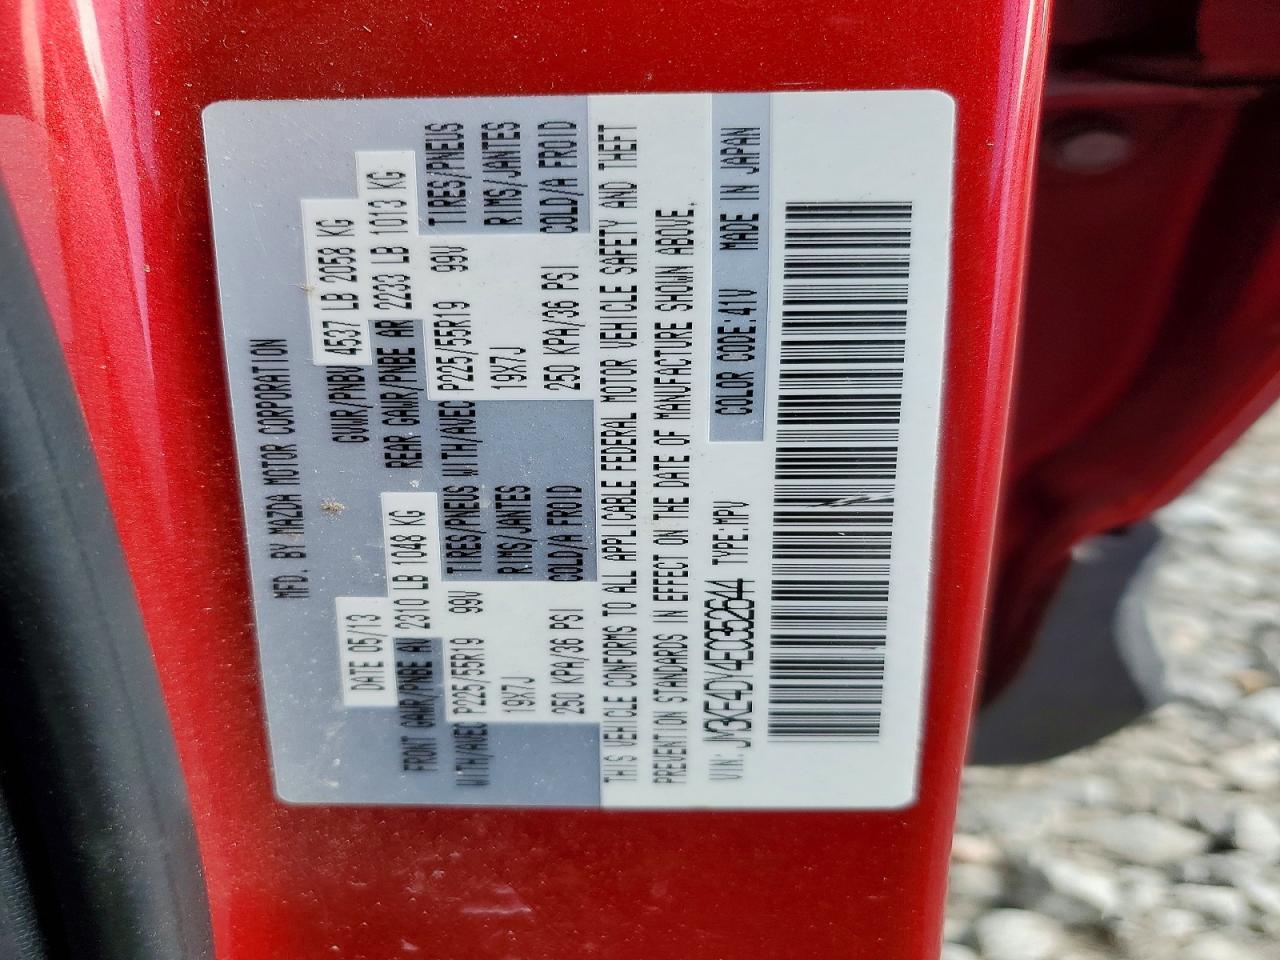 MFD. BY MAZDA MOTOR CORPORATION
DATE 05/13
GVWR/PNBV 4537 LB 2058 KG
FRONT GAWR/PNBE AV 2310 LB 1048 KG
REAR GAWR/PNBE AR 2233 LB 1013 KG
WITH/AVEC P225/55R19 99V TIRES/PNEUS WITH/AVEC P225/55R19 99V TIRES/PNEUS
19X7J RIMS/JANTES 19X7J RIMS/JANTES
250 KPA/36 PSI COLD/A FROID 250 KPA/36 PSI COLD/A FROID
THIS VEHICLE CONFORMS TO ALL APPLICABLE FEDERAL MOTOR VEHICLE SAFETY AND THEFT
PREVENTION STANDARDS IN EFFECT ON THE DATE OF MANUFACTURE SHOWN ABOVE.
VIN: JM3KE4DY4E0352644 TYPE:MPV COLOR CODE:41V MADE IN JAPAN